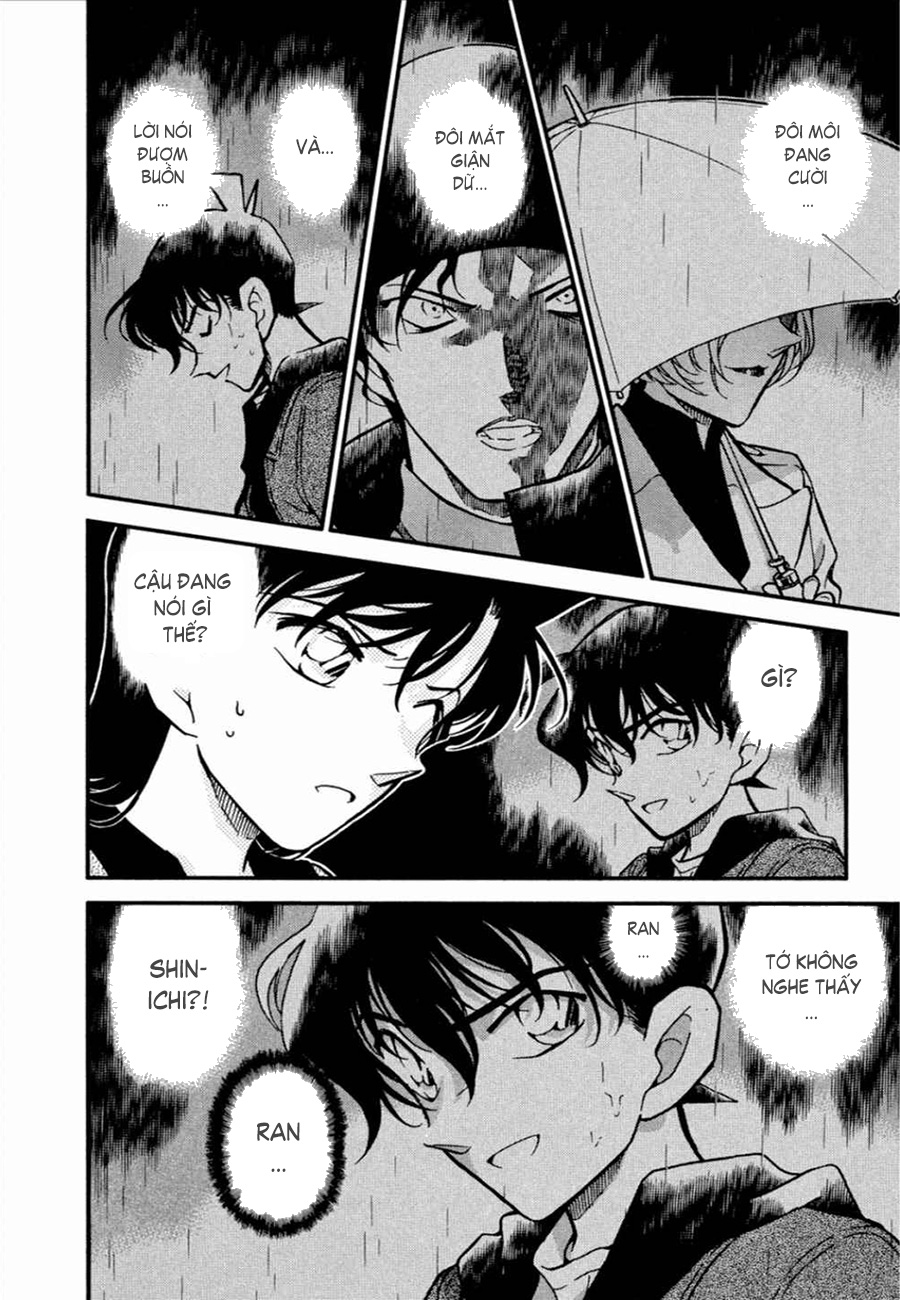 ĐÔI MÔI
ĐANG
CƯỜI
...
ĐÔI MẮT
GIẬN
DỮ...
VÀ...
LỜI NÓI
ĐƯỢM
BUỒN
...
GÌ?
CẬU ĐANG
NÓI GÌ
THẾ?
TỚ KHÔNG
NGHE THẤY
...
RAN
...
SHIN-
ICHI?!
RAN
...